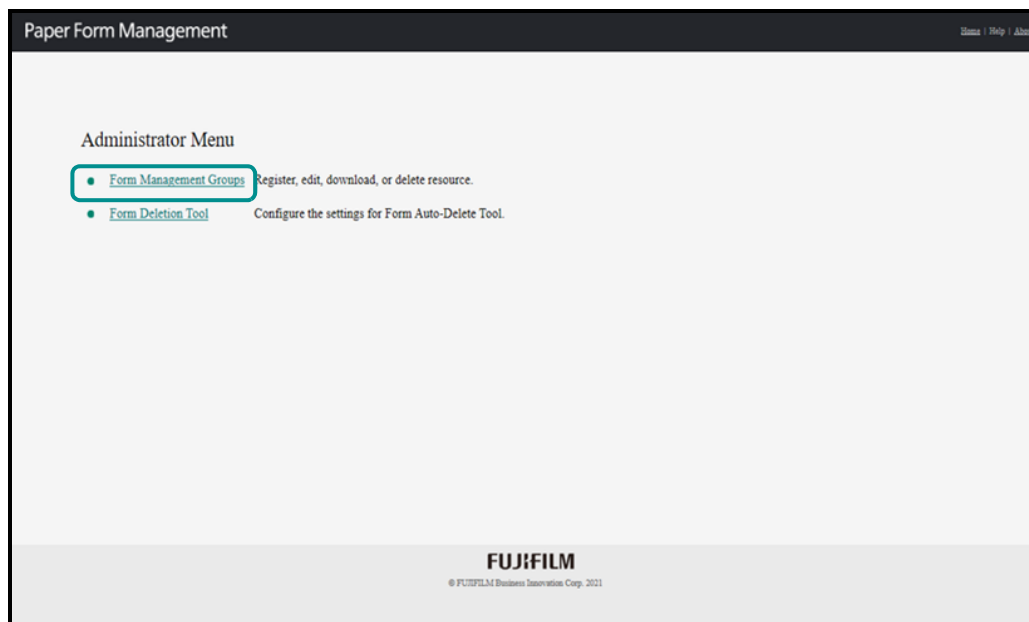 Paper Form Management
Home | Help | Abou
Administrator Menu
Form Management Groups Register, edit, download, or delete resource.
Form Deletion Tool Configure the settings for Form Auto-Delete Tool.
FUJIFILM
© FUJIFILM Business Innovation Corp. 2021